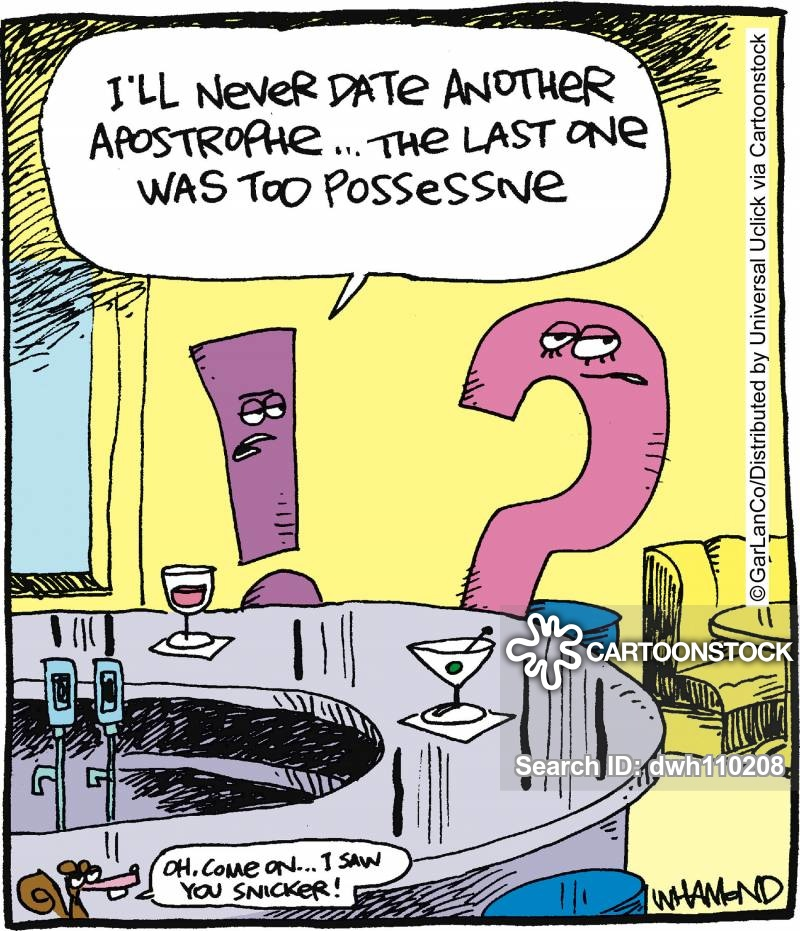 I'LL NEVER DATE ANOTHER
APOSTROPHE ... THE LAST ONE
WAS TOO POSSESSIVE
© GarLanCo/Distributed by Universal Uclick via Cartoonstock
CARTOONSTOCK
Search ID: dwh110208
OH, COME ON... I SAW
YOU SNICKER!
WHAMOND